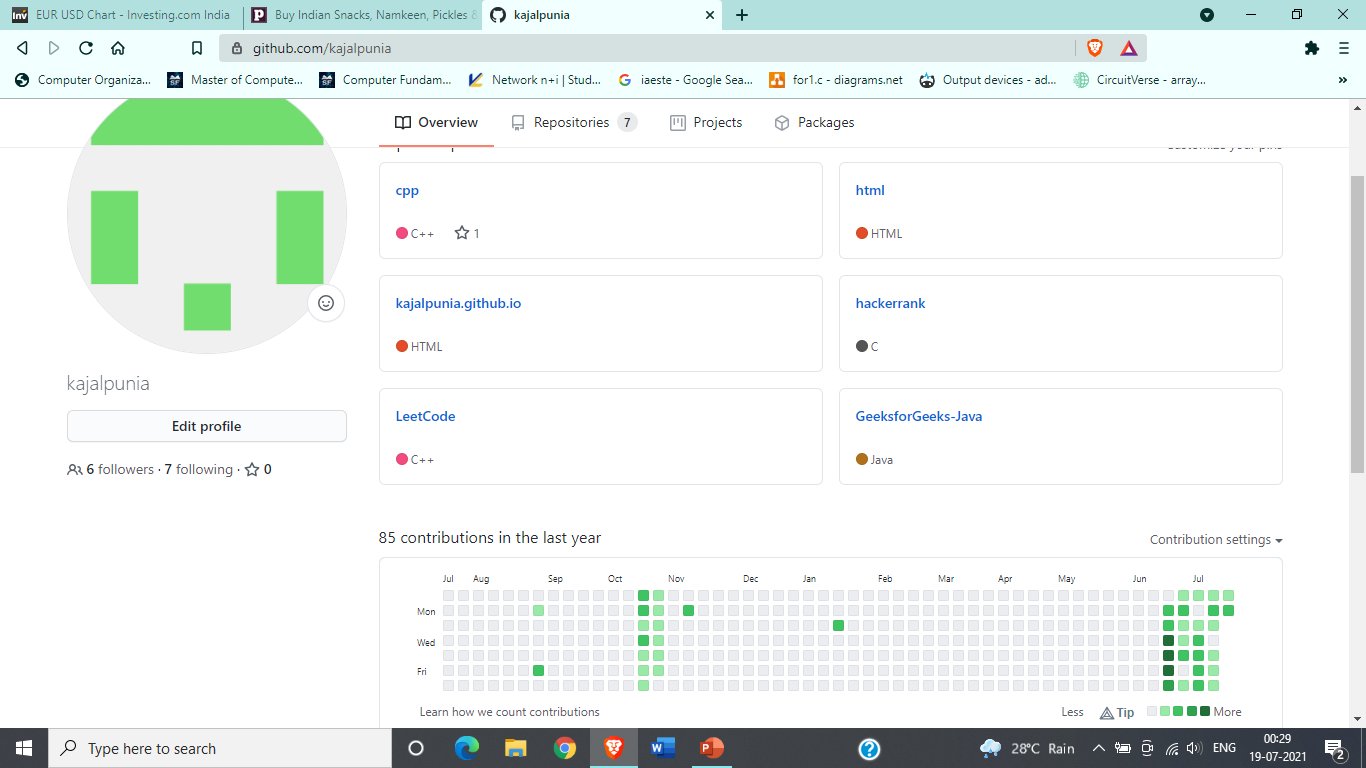 EUR USD Chart - Investing.com India
Buy Indian Snacks, Namkeen, Pickles &
kajalpunia
github.com/kajalpunia
Computer Organiza...
Master of Compute...
Computer Fundam...
Network n+i | Stud...
iaeste - Google Sea...
for1.c - diagrams.net
Output devices - ad...
CircuitVerse - array...
Overview
Repositories 7
Projects
Packages
Customize your pins
cpp
C++ 1
html
HTML
kajalpunia.github.io
HTML
hackerrank
C
LeetCode
C++
GeeksforGeeks-Java
Java
kajalpunia
Edit profile
6 followers · 7 following · 0
85 contributions in the last year
Contribution settings
Jul Aug Sep Oct Nov Dec Jan Feb Mar Apr May Jun Jul
Mon
Wed
Fri
Learn how we count contributions
Less Tip More
Type here to search
28°C Rain
ENG
00:29
19-07-2021
2